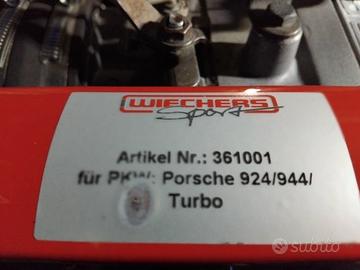 WIECHERS
Sport
Artikel Nr.: 361001
für PKW: Porsche 924/944/
Turbo
subito